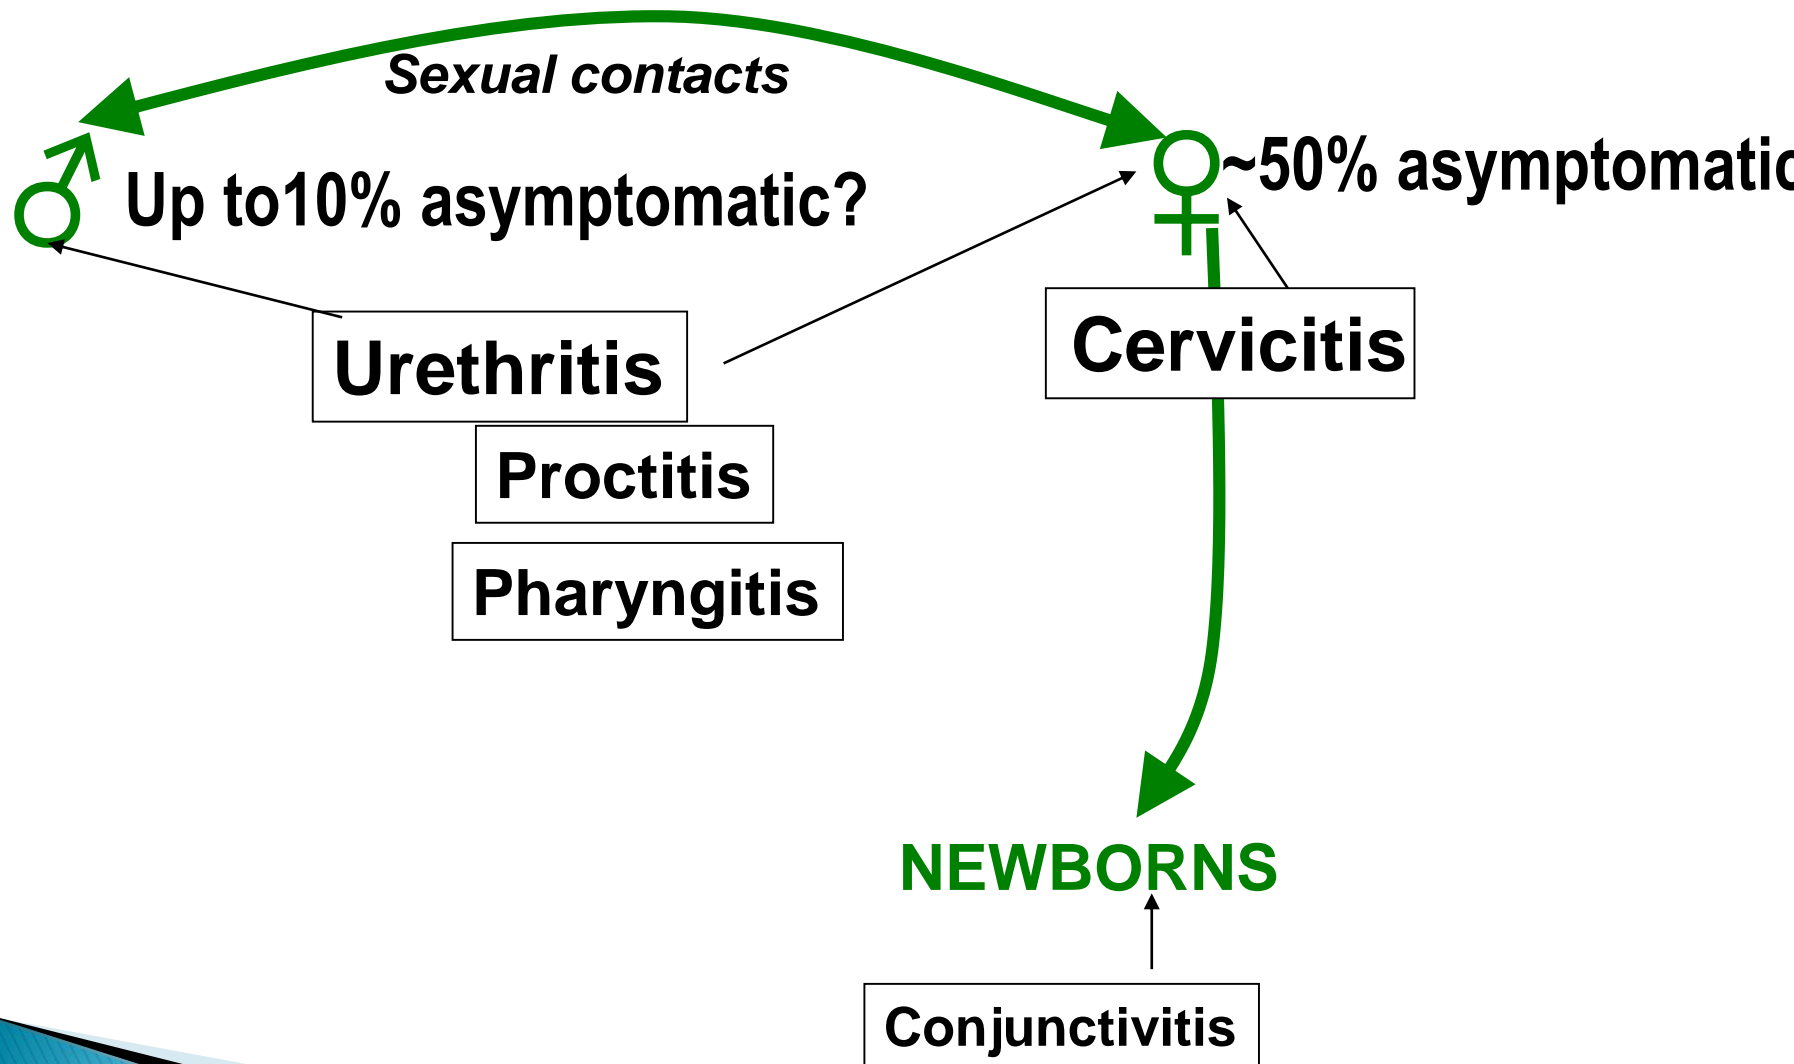 Sexual contacts
Up to10% asymptomatic?
~50% asymptomatic
Urethritis
Cervicitis
Proctitis
Pharyngitis
NEWBORNS
Conjunctivitis